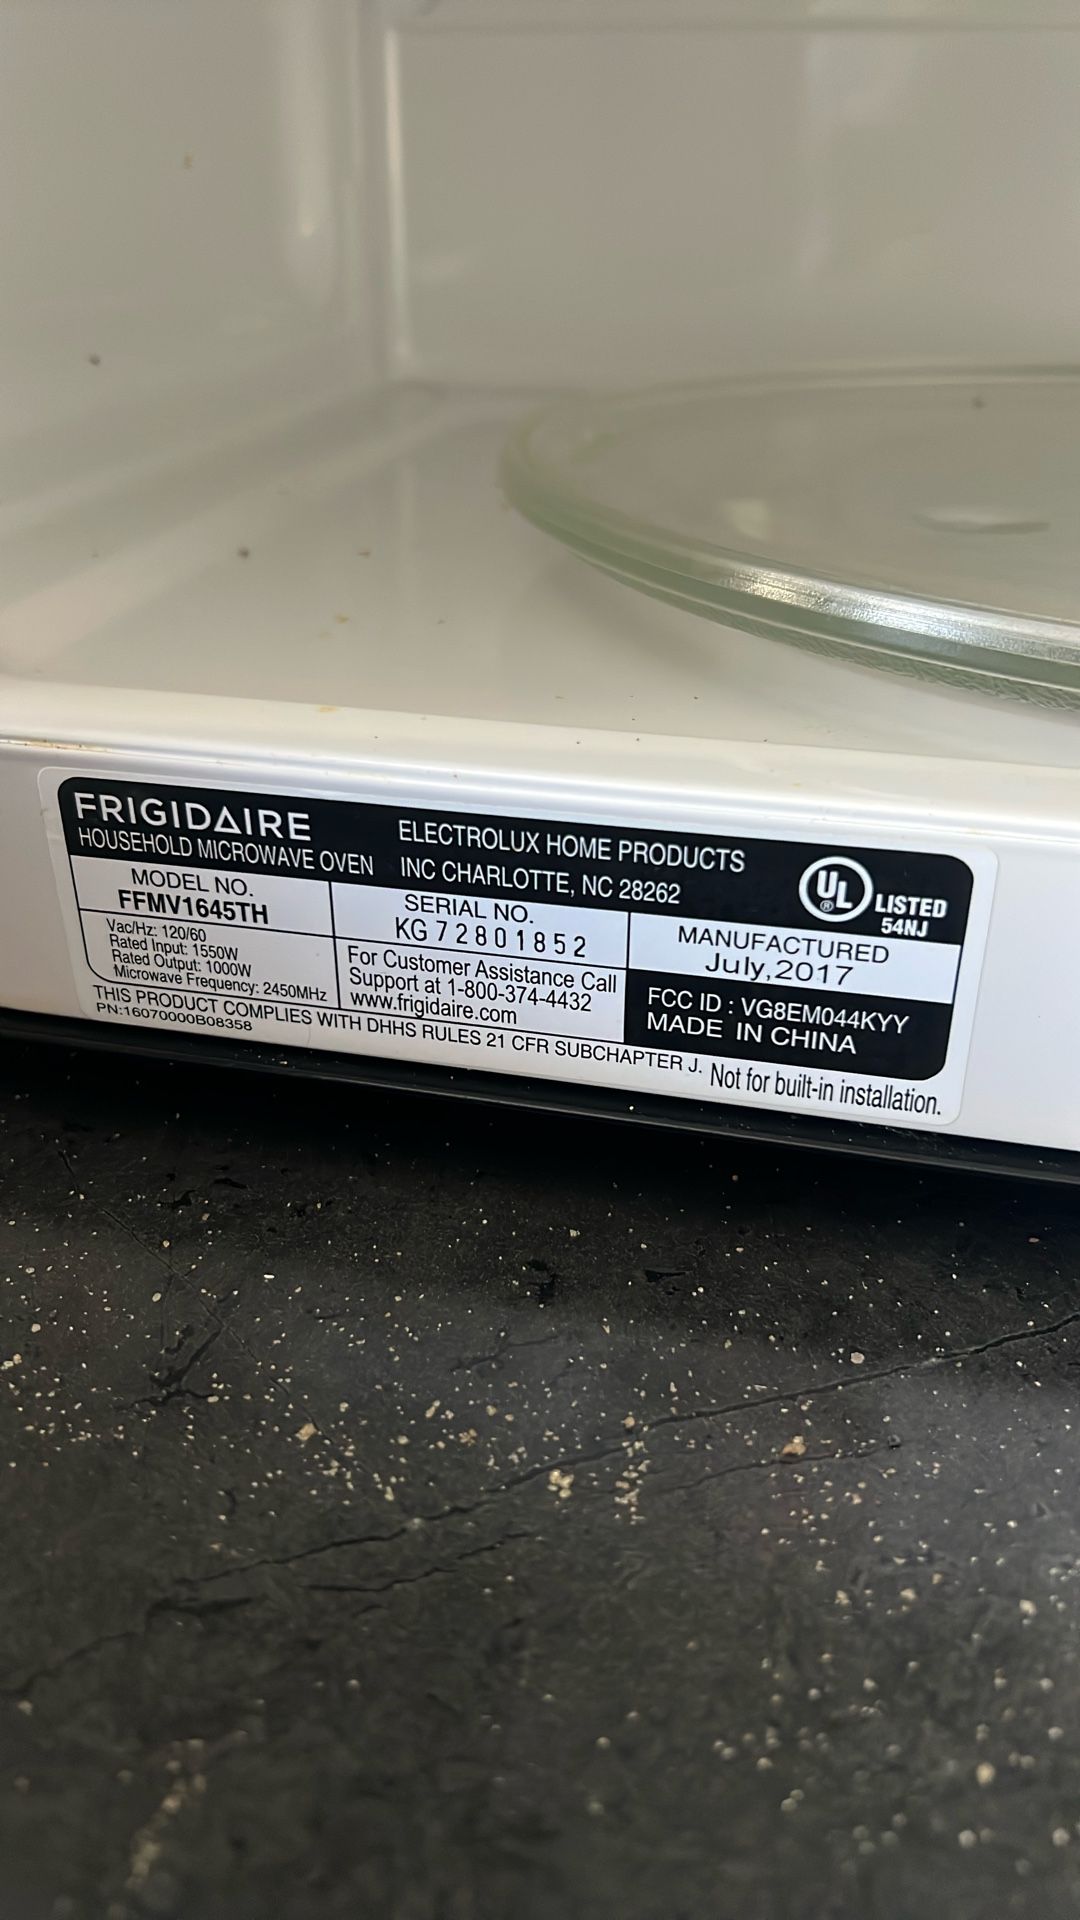 FRIGIDAIRE
HOUSEHOLD MICROWAVE OVEN
ELECTROLUX HOME PRODUCTS
INC CHARLOTTE, NC 28262
UL
®
LISTED
54NJ
MODEL NO.
FFMV1645TH
SERIAL NO.
KG72801852
MANUFACTURED
July,2017
Vac/Hz: 120/60
Rated Input: 1550W
Rated Output: 1000W
Microwave Frequency: 2450MHz
For Customer Assistance Call
Support at 1-800-374-4432
www.frigidaire.com
FCC ID : VG8EM044KYY
MADE IN CHINA
THIS PRODUCT COMPLIES WITH DHHS RULES 21 CFR SUBCHAPTER J.
PN:16070000B08358
Not for built-in installation.